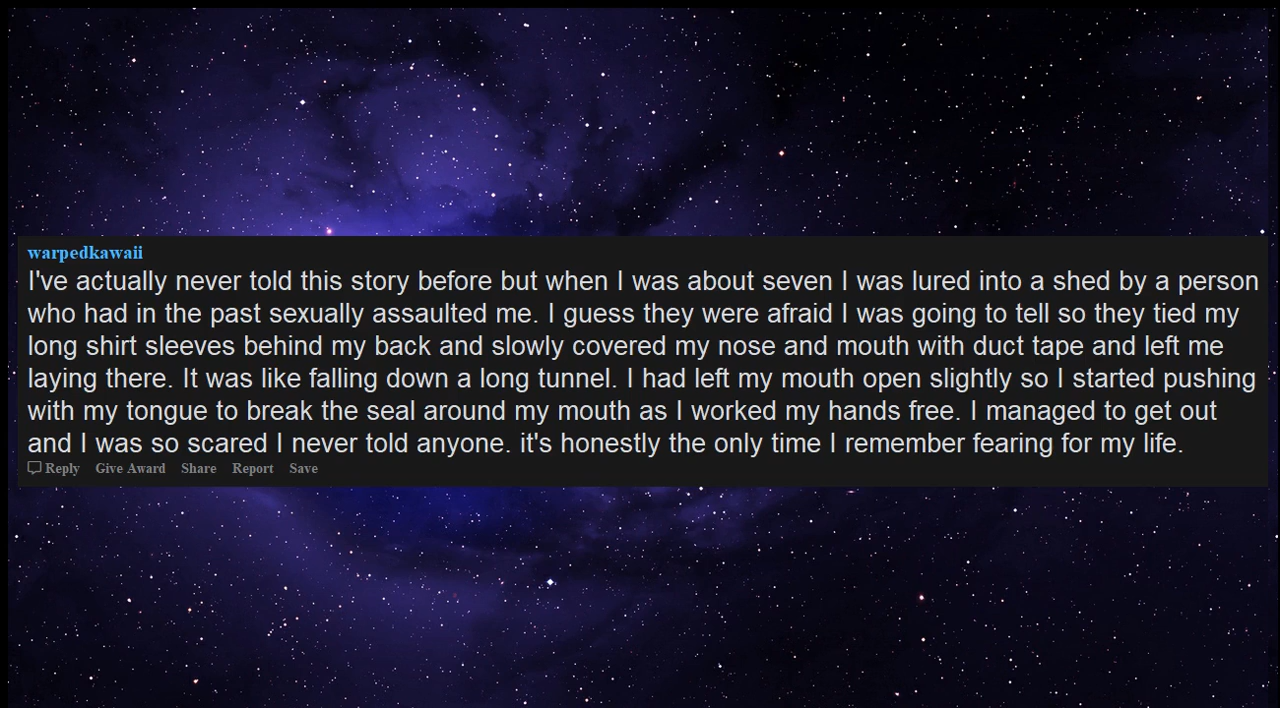 warpedkawaii
I've actually never told this story before but when I was about seven I was lured into a shed by a person
who had in the past sexually assaulted me. I guess they were afraid I was going to tell so they tied my
long shirt sleeves behind my back and slowly covered my nose and mouth with duct tape and left me
laying there. It was like falling down a long tunnel. I had left my mouth open slightly so I started pushing
with my tongue to break the seal around my mouth as I worked my hands free. I managed to get out
and I was so scared I never told anyone. it's honestly the only time I remember fearing for my life.
Reply Give Award Share Report Save